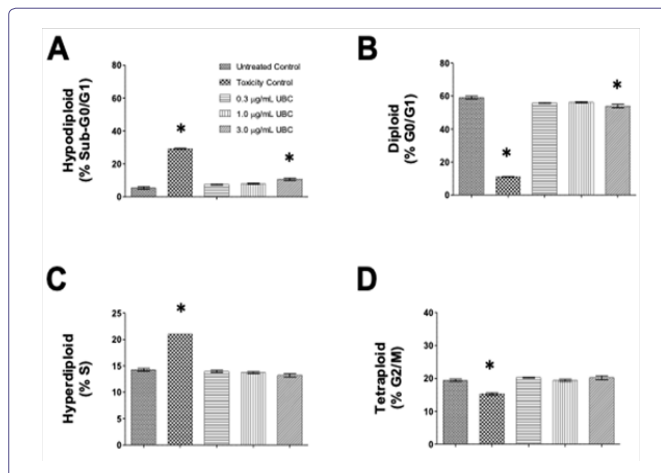 A
Hypodiploid
(% Sub-G0/G1)
80
60
40
20
0
*
*
Untreated Control
Toxicity Control
0.3 μg/mL UBC
1.0 μg/mL UBC
3.0 μg/mL UBC
B
Diploid
(% G0/G1)
80
60
40
20
0
*
*
C
Hyperdiploid
(% S)
25
20
15
10
5
0
*
D
Tetraploid
(% G2/M)
40
30
20
10
0
*